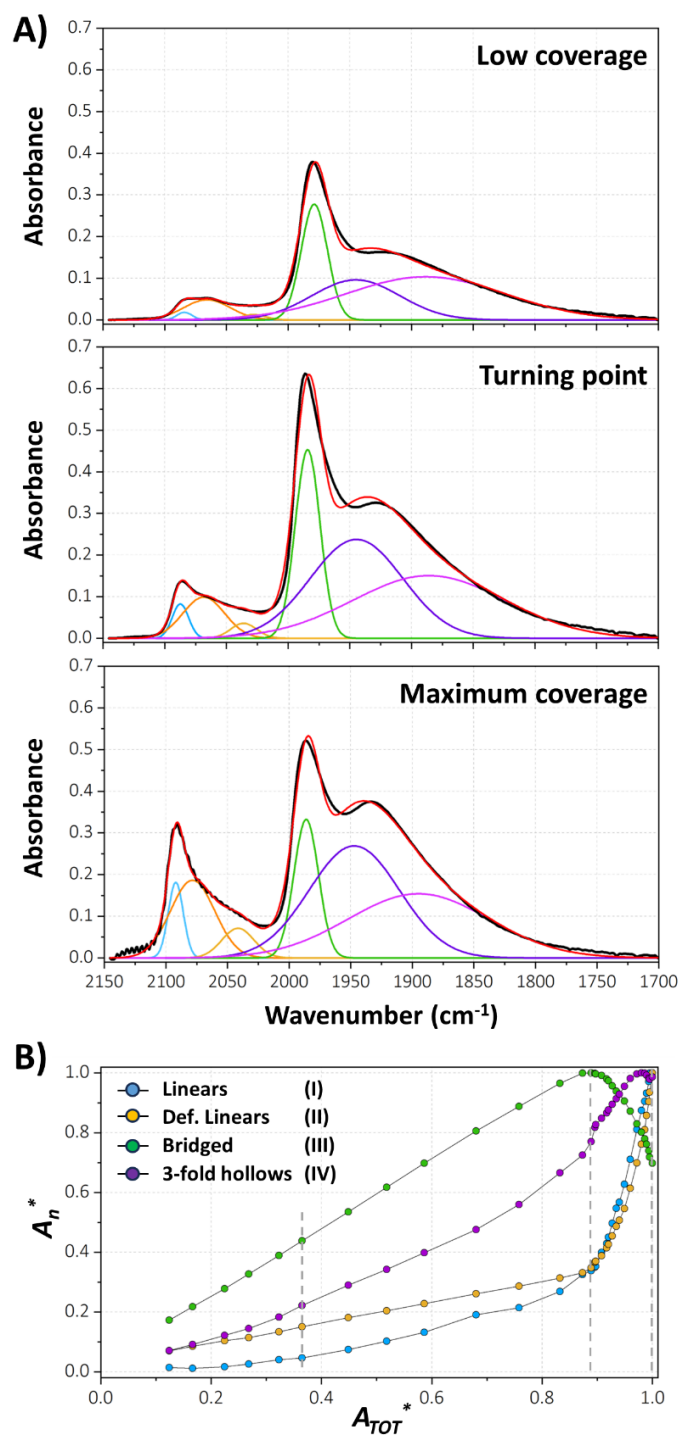 A)
Low coverage
Absorbance
0.7
0.6
0.5
0.4
0.3
0.2
0.1
0.0
Turning point
Absorbance
0.7
0.6
0.5
0.4
0.3
0.2
0.1
0.0
Maximum coverage
Absorbance
0.7
0.6
0.5
0.4
0.3
0.2
0.1
0.0
2150 2100 2050 2000 1950 1900 1850 1800 1750 1700
Wavenumber (cm⁻¹)
B)
Linears (I)
Def. Linears (II)
Bridged (III)
3-fold hollows (IV)
Aₙ*
1.0
0.8
0.6
0.4
0.2
0.0
0.0 0.2 0.4 0.6 0.8 1.0
A_TOT*